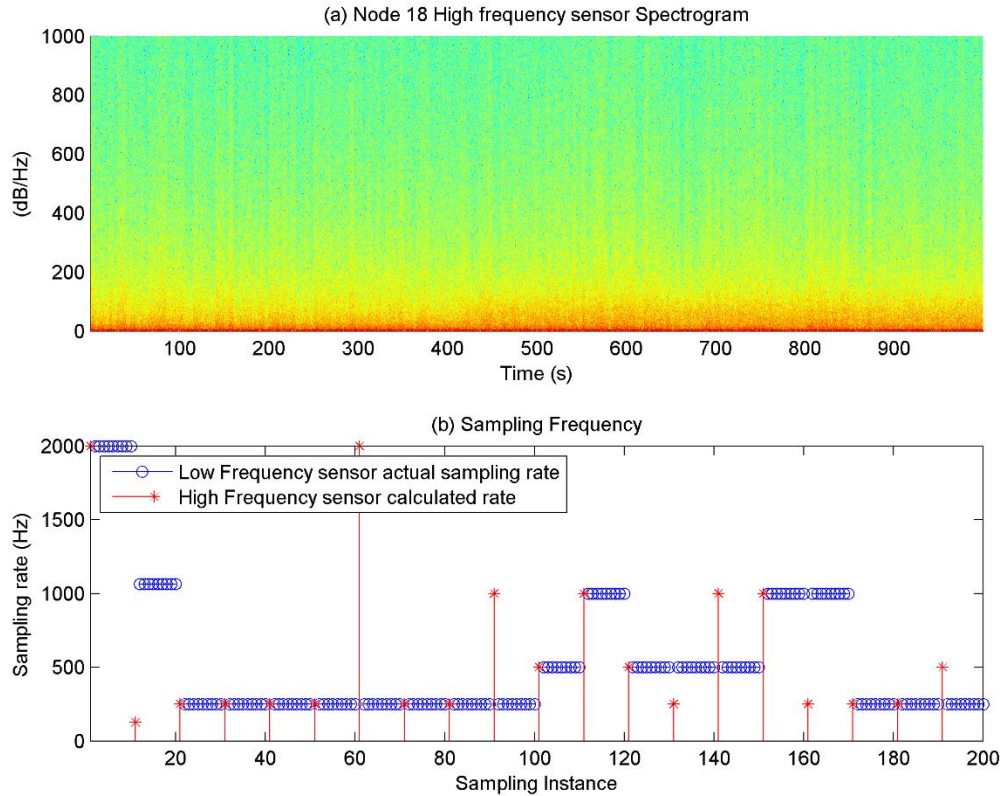 (a) Node 18 High frequency sensor Spectrogram
1000
800
600
400
200
0
(dB/Hz)
100 200 300 400 500 600 700 800 900
Time (s)
(b) Sampling Frequency
2000
1500
1000
500
0
Sampling rate (Hz)
Low Frequency sensor actual sampling rate
High Frequency sensor calculated rate
20 40 60 80 100 120 140 160 180 200
Sampling Instance